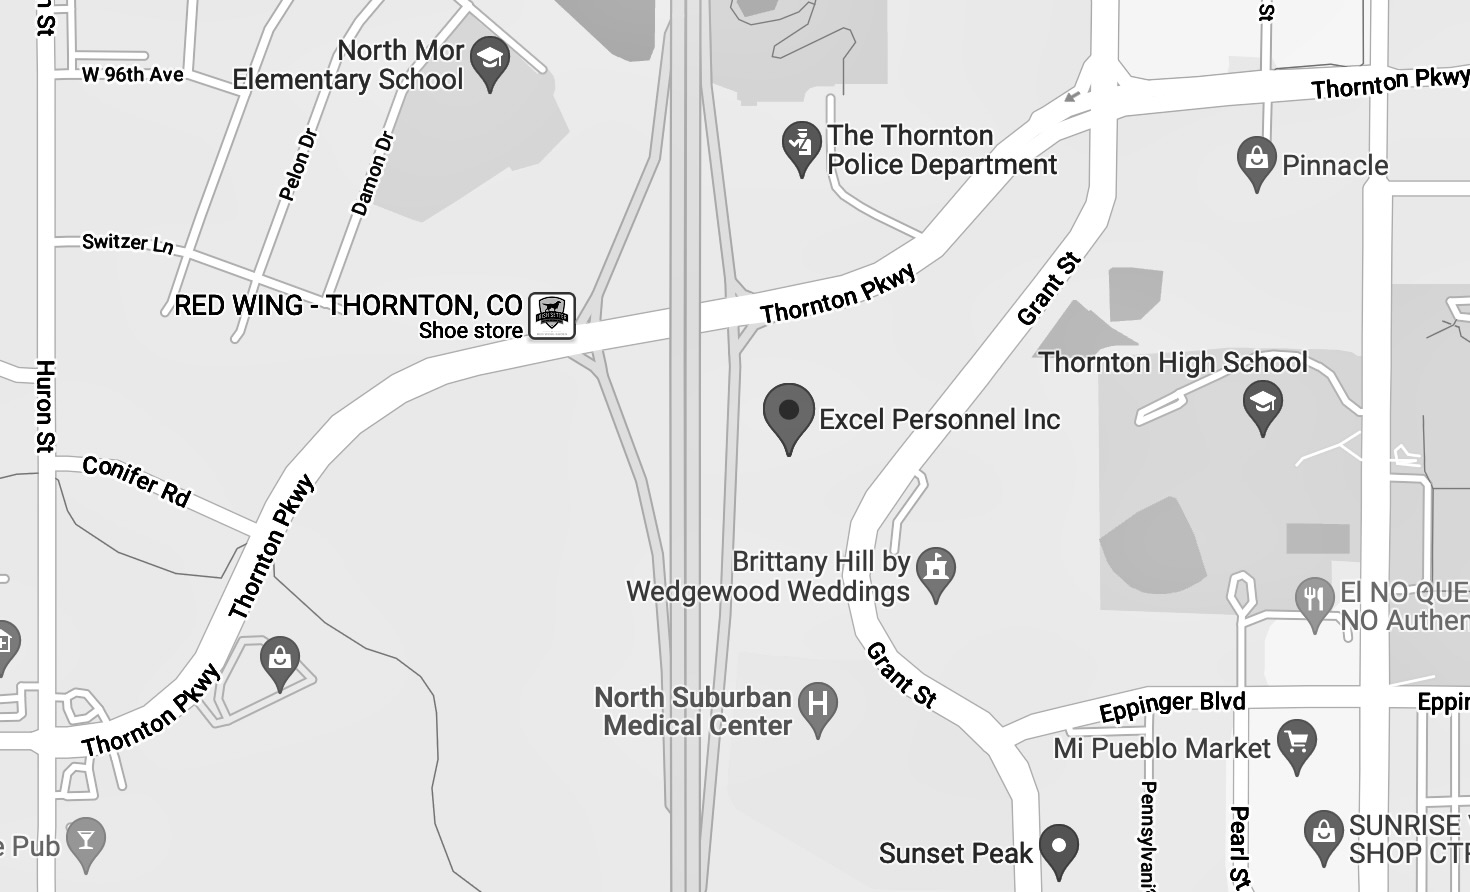 n St
St
North Mor
Elementary School
W 96th Ave
Thornton Pkwy
The Thornton
Police Department
Pinnacle
Pelon Dr
Damon Dr
Switzer Ln
RED WING - THORNTON, CO
Shoe store
Thornton Pkwy
Grant St
Thornton High School
Huron St
Excel Personnel Inc
Conifer Rd
Thornton Pkwy
Brittany Hill by
Wedgewood Weddings
El NO QUE
NO Authen
Thornton Pkwy
Grant St
North Suburban
Medical Center
Eppinger Blvd
Eppin
Mi Pueblo Market
Pennsylvani
Pearl St
SUNRISE
SHOP CTR
e Pub
Sunset Peak
H